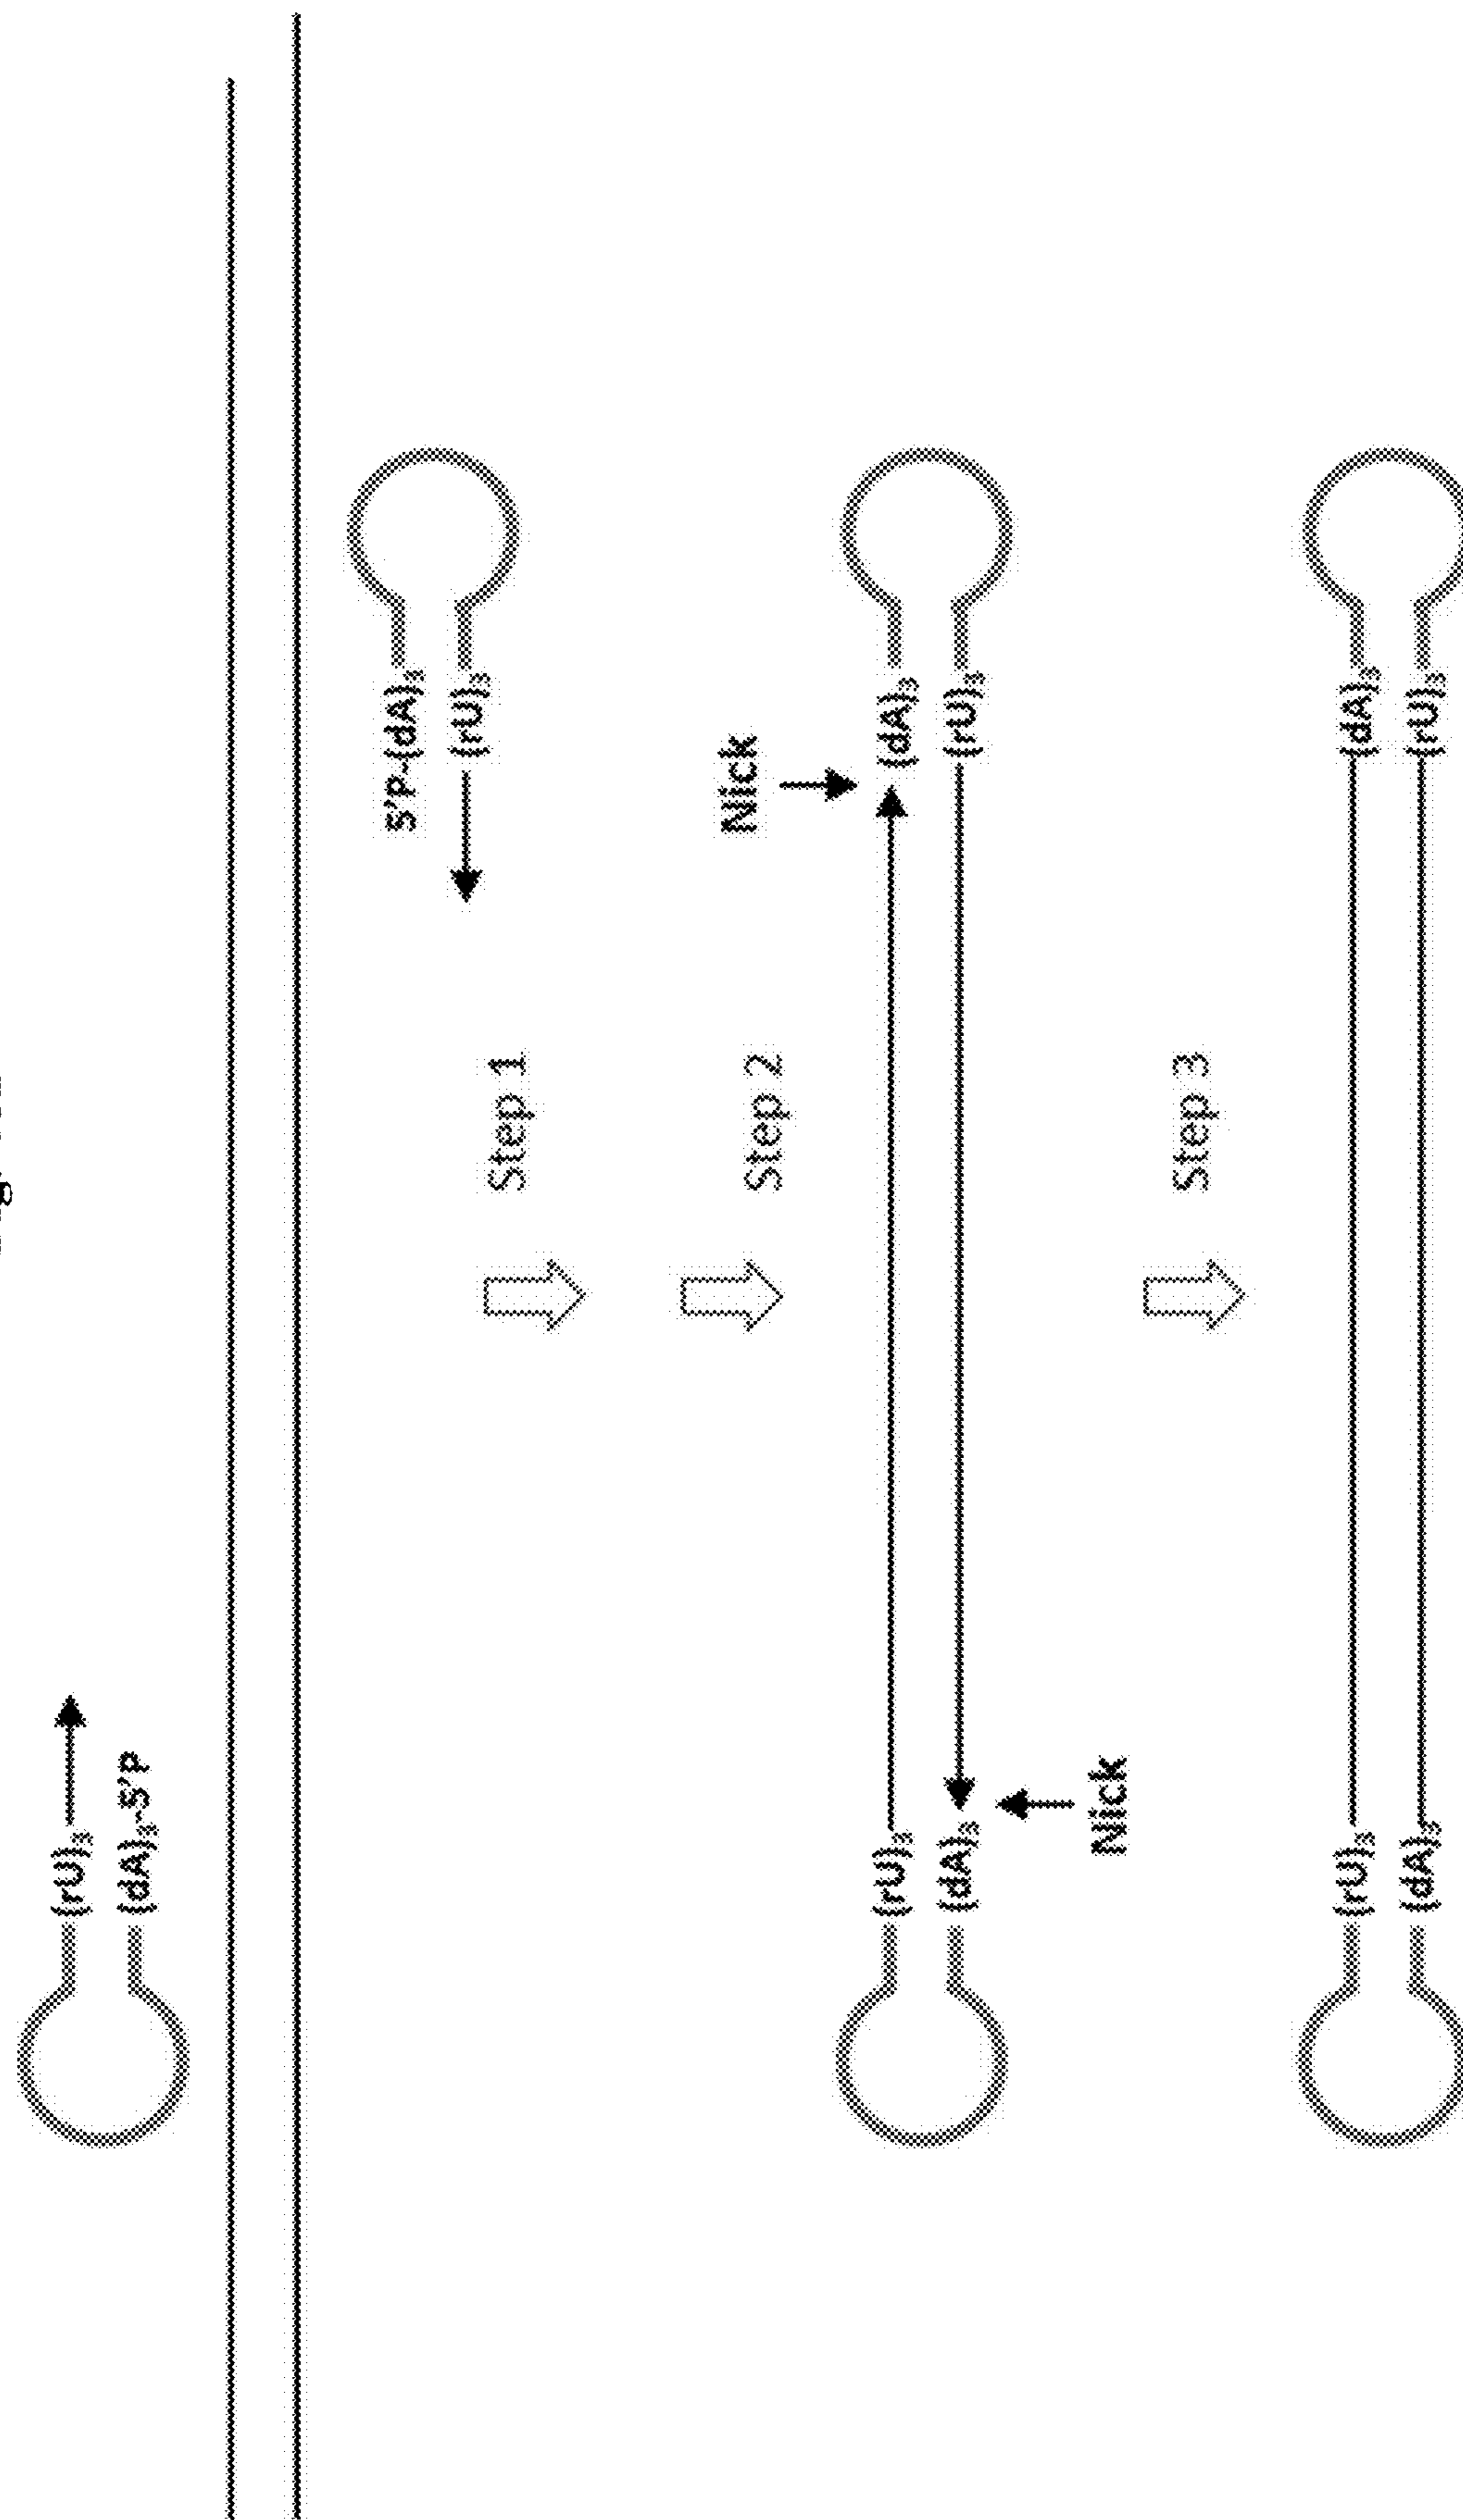 (rU)₃
(dA)₃-5'P
5'P-(dA)₃
(rU)₃
Step 1
Step 2
Nick
(rU)₃ (dA)₃
(dA)₃ (rU)₃
Nick
Step 3
(rU)₃ (dA)₃
(dA)₃ (rU)₃